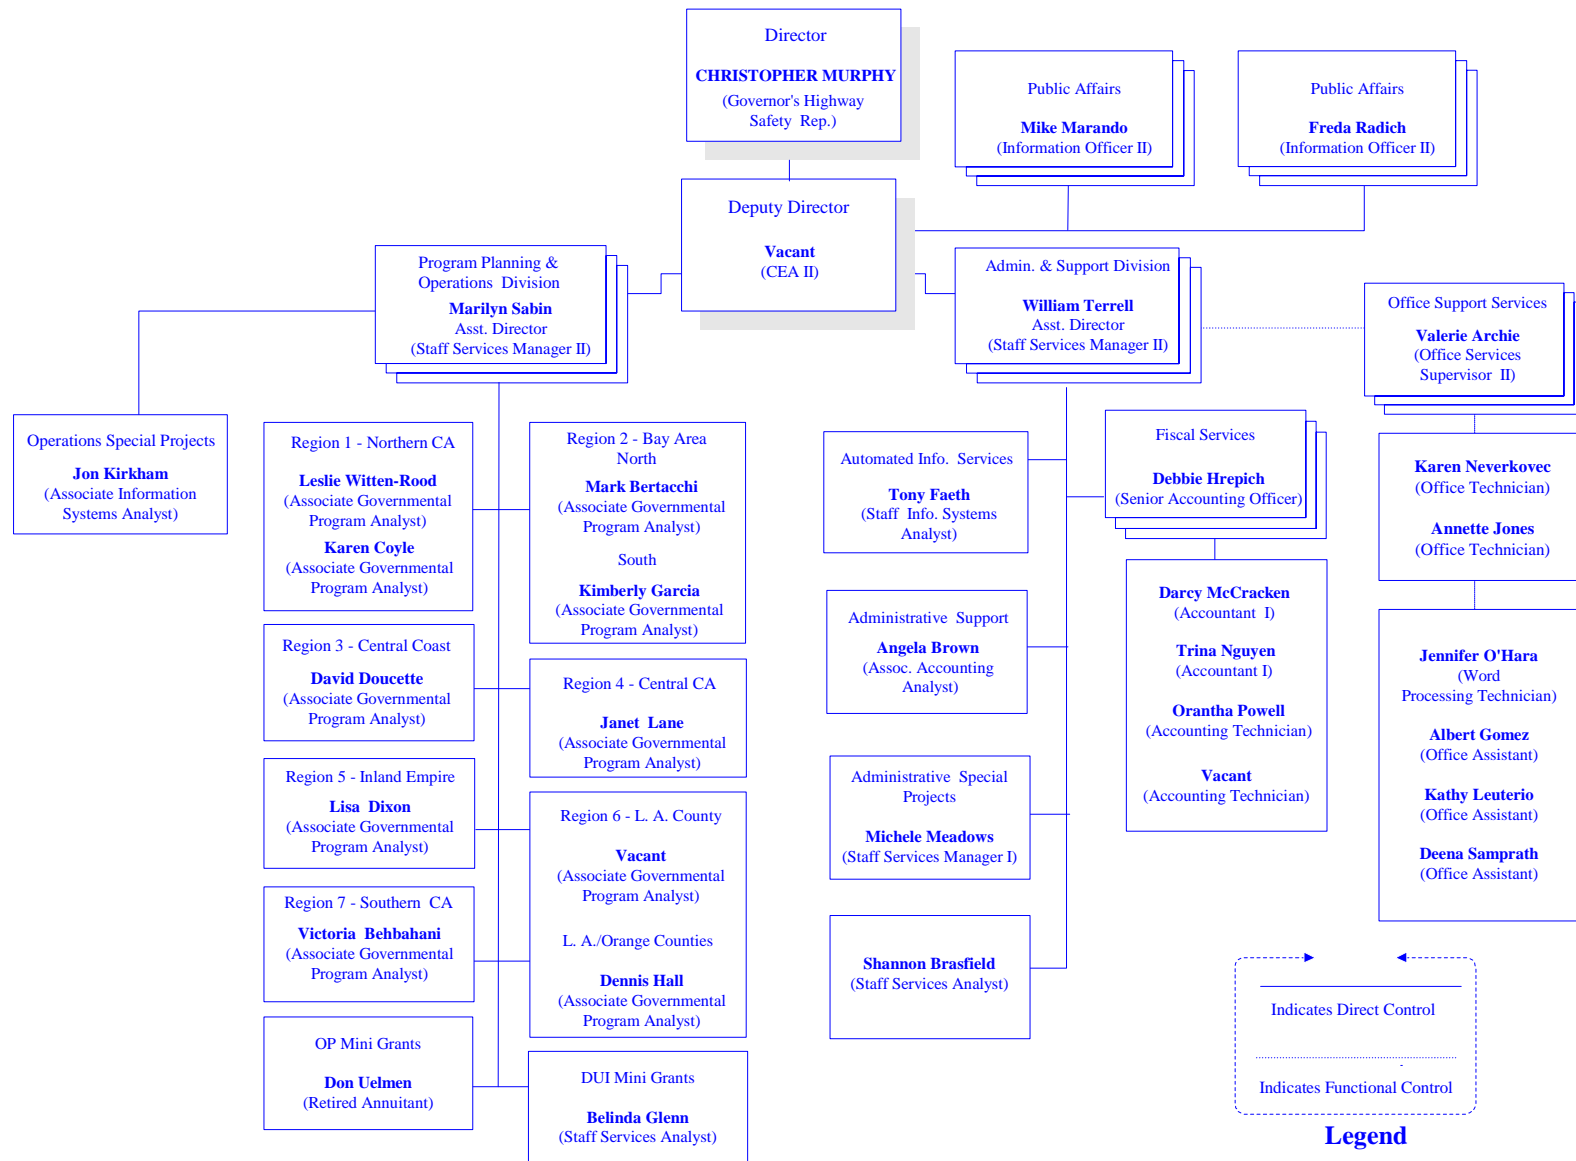 Director
CHRISTOPHER MURPHY
(Governor's Highway
Safety Rep.)
Public Affairs
Mike Marando
(Information Officer II)
Public Affairs
Freda Radich
(Information Officer II)
Deputy Director
Vacant
(CEA II)
Program Planning &
Operations Division
Marilyn Sabin
Asst. Director
(Staff Services Manager II)
Admin. & Support Division
William Terrell
Asst. Director
(Staff Services Manager II)
Office Support Services
Valerie Archie
(Office Services
Supervisor II)
Operations Special Projects
Jon Kirkham
(Associate Information
Systems Analyst)
Region 1 - Northern CA
Leslie Witten-Rood
(Associate Governmental
Program Analyst)
Karen Coyle
(Associate Governmental
Program Analyst)
Region 2 - Bay Area
North
Mark Bertacchi
(Associate Governmental
Program Analyst)
South
Kimberly Garcia
(Associate Governmental
Program Analyst)
Region 3 - Central Coast
David Doucette
(Associate Governmental
Program Analyst)
Region 4 - Central CA
Janet Lane
(Associate Governmental
Program Analyst)
Region 5 - Inland Empire
Lisa Dixon
(Associate Governmental
Program Analyst)
Region 6 - L. A. County
Vacant
(Associate Governmental
Program Analyst)
L. A./Orange Counties
Dennis Hall
(Associate Governmental
Program Analyst)
Region 7 - Southern CA
Victoria Behbahani
(Associate Governmental
Program Analyst)
OP Mini Grants
Don Uelmen
(Retired Annuitant)
DUI Mini Grants
Belinda Glenn
(Staff Services Analyst)
Automated Info. Services
Tony Faeth
(Staff Info. Systems
Analyst)
Administrative Support
Angela Brown
(Assoc. Accounting
Analyst)
Administrative Special
Projects
Michele Meadows
(Staff Services Manager I)
Shannon Brasfield
(Staff Services Analyst)
Fiscal Services
Debbie Hrepich
(Senior Accounting Officer)
Darcy McCracken
(Accountant I)
Trina Nguyen
(Accountant I)
Orantha Powell
(Accounting Technician)
Vacant
(Accounting Technician)
Karen Neverkovec
(Office Technician)
Annette Jones
(Office Technician)
Jennifer O'Hara
(Word
Processing Technician)
Albert Gomez
(Office Assistant)
Kathy Leuterio
(Office Assistant)
Deena Samprath
(Office Assistant)
Indicates Direct Control
Indicates Functional Control
Legend